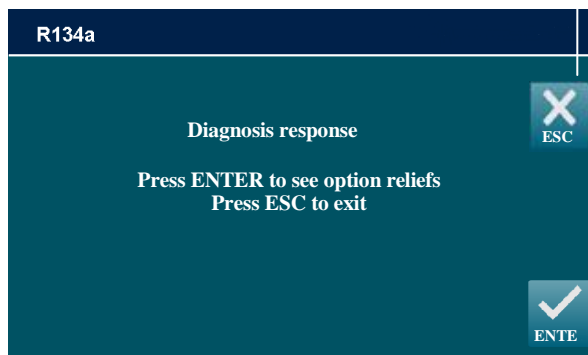 R134a
ESC
Diagnosis response
Press ENTER to see option reliefs
Press ESC to exit
ENTE